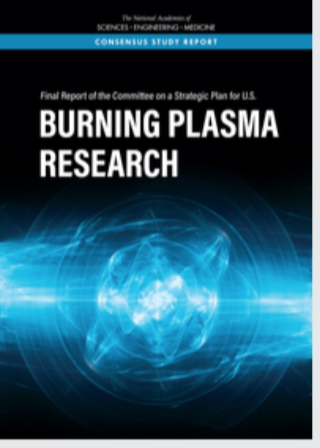 The National Academies of
SCIENCES • ENGINEERING • MEDICINE
CONSENSUS STUDY REPORT
Final Report of the Committee on a Strategic Plan for U.S.
BURNING PLASMA
RESEARCH